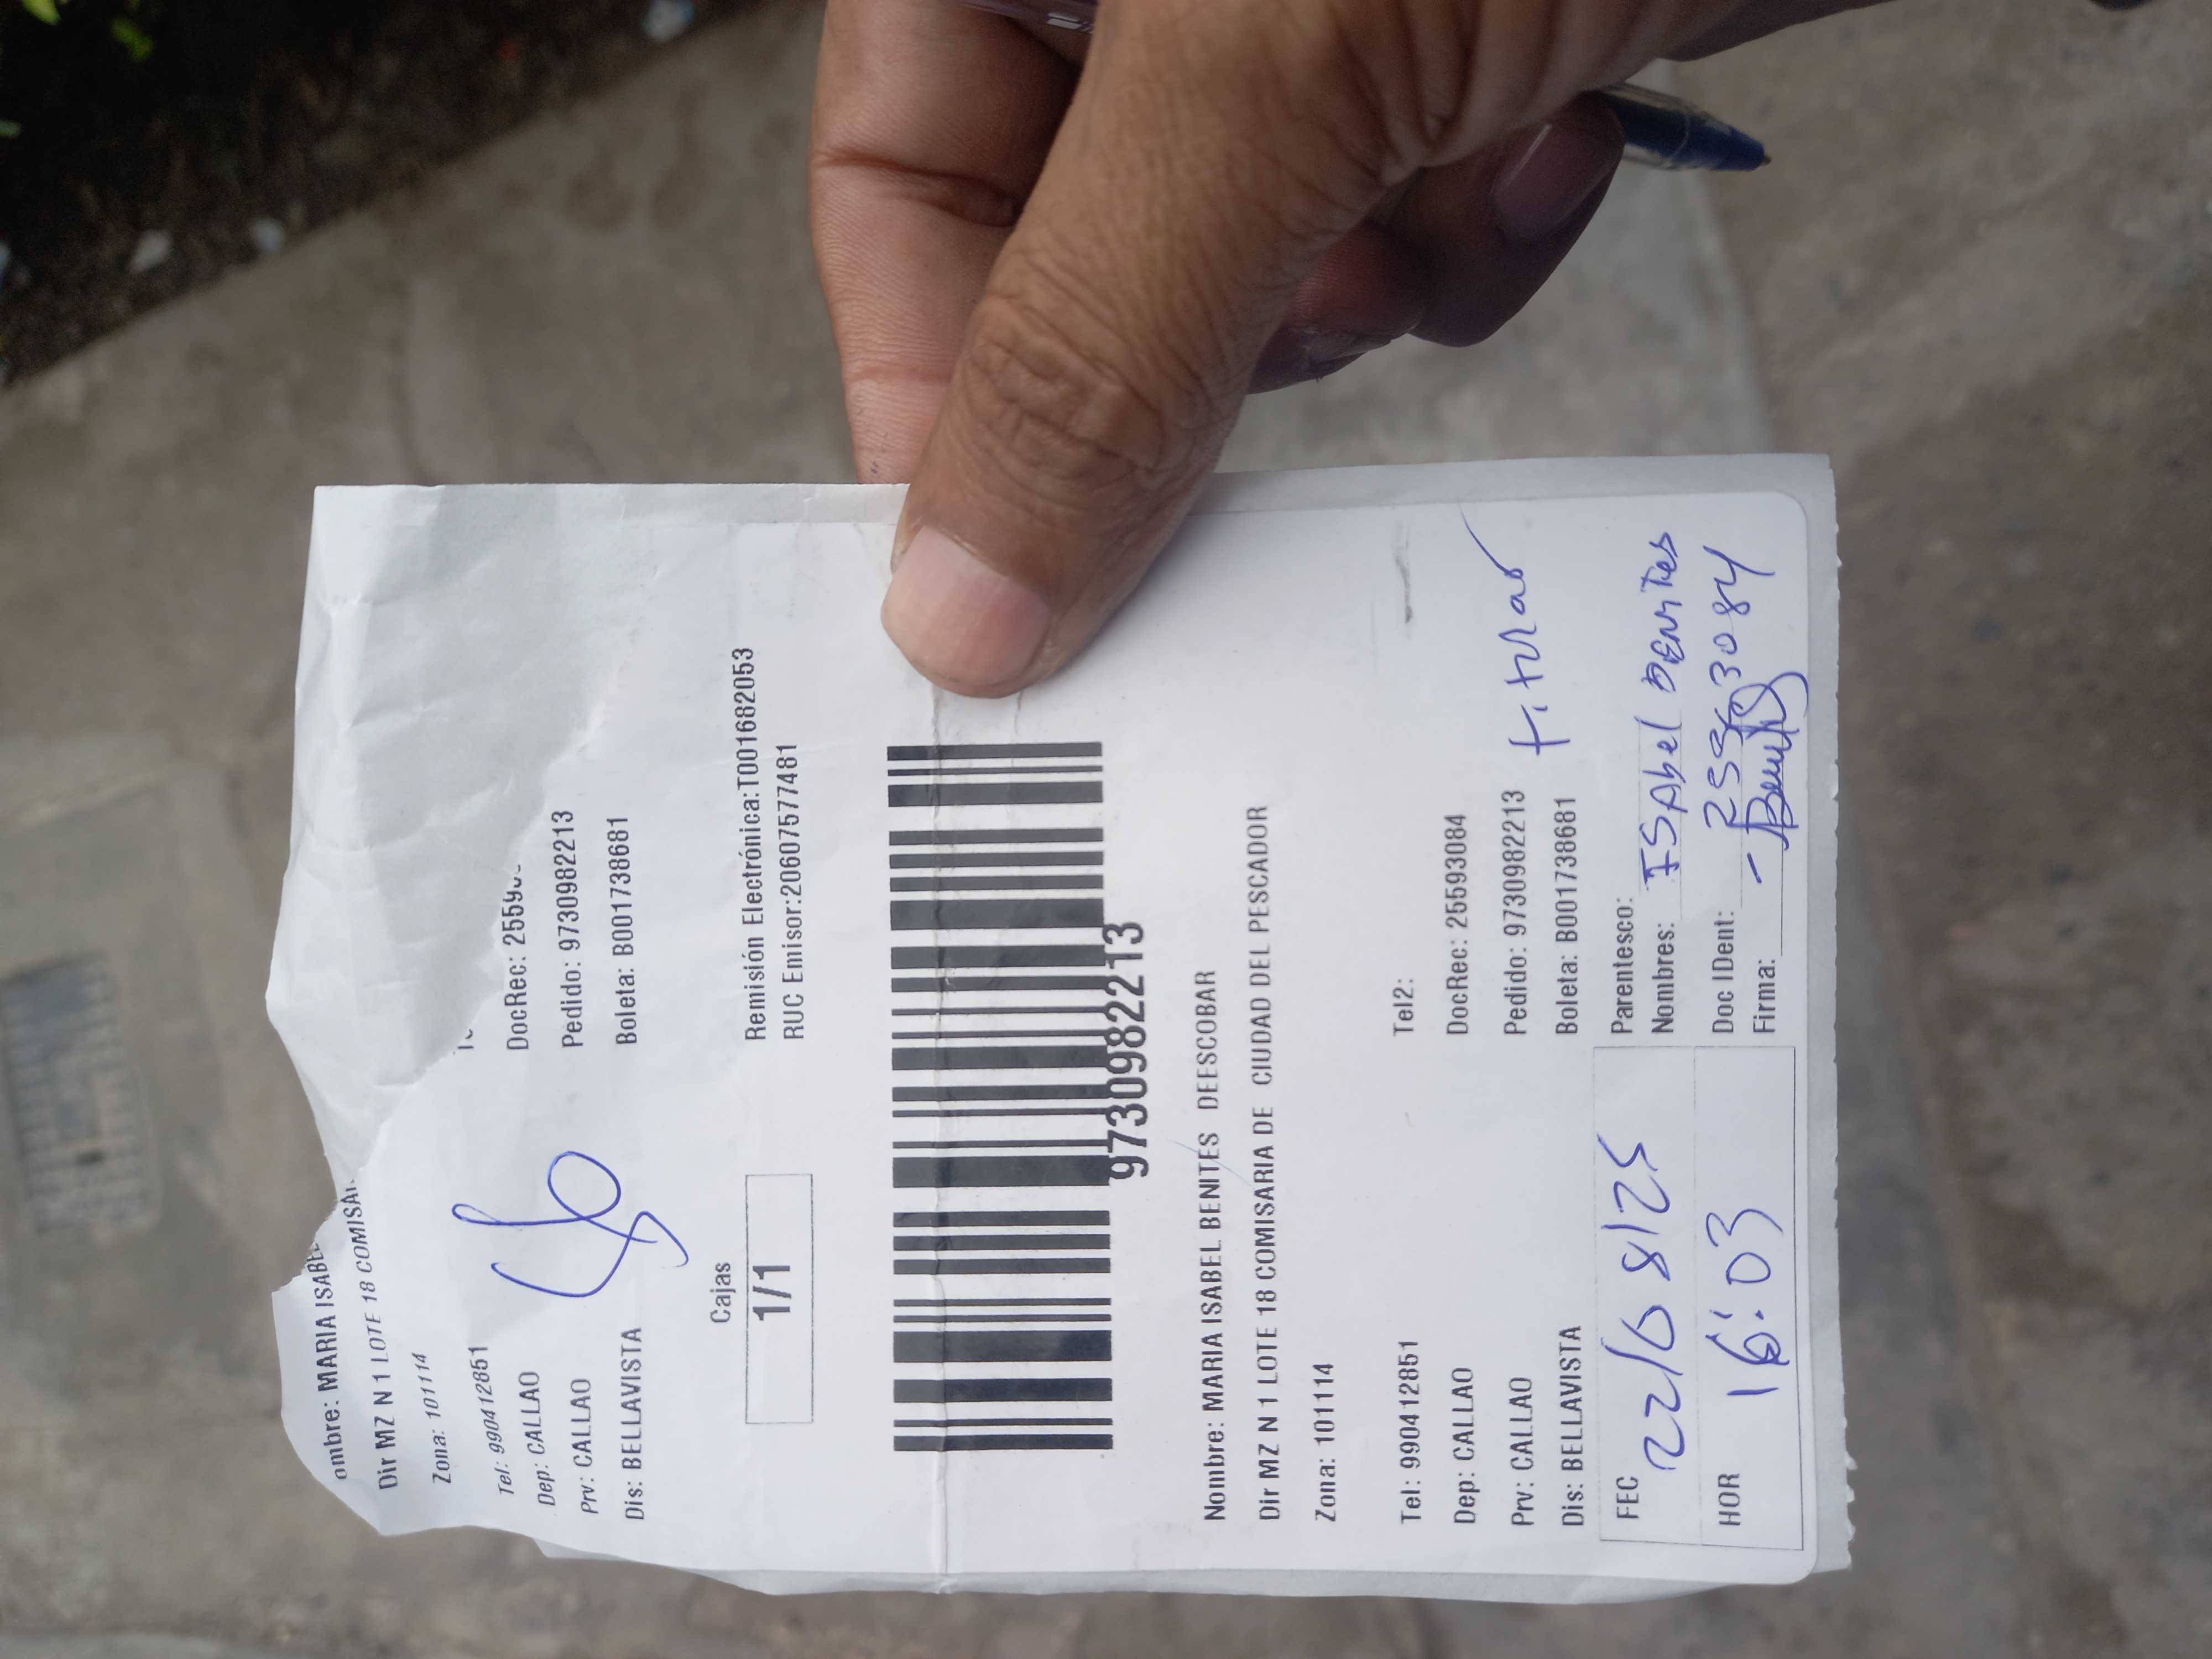 ombre: MARIA ISABE
Dir MZ N 1 LOTE 18 COMISA
Zona: 101114
Tel: 990412851
Dep: CALLAO
DocRec: 2559
Prv: CALLAO
Pedido: 9730982213
Dis: BELLAVISTA
Boleta: B001738681
Cajas
1/1
Remisión Electrónica:T001682053
RUC Emisor:20607577481
9730982213
Nombre: MARIA ISABEL BENITES DEESCOBAR
Dir MZ N 1 LOTE 18 COMISARIA DE CIUDAD DEL PESCADOR
Zona: 101114
Tel: 990412851
Tel2:
Dep: CALLAO
DocRec: 25593084
Prv: CALLAO
Pedido: 9730982213
Dis: BELLAVISTA
Boleta: B001738681
FEC 22/08/25
Parentesco:
Nombres: ISAbel BENITES
HOR 16:03
Doc IDent: 25593084
Firma: